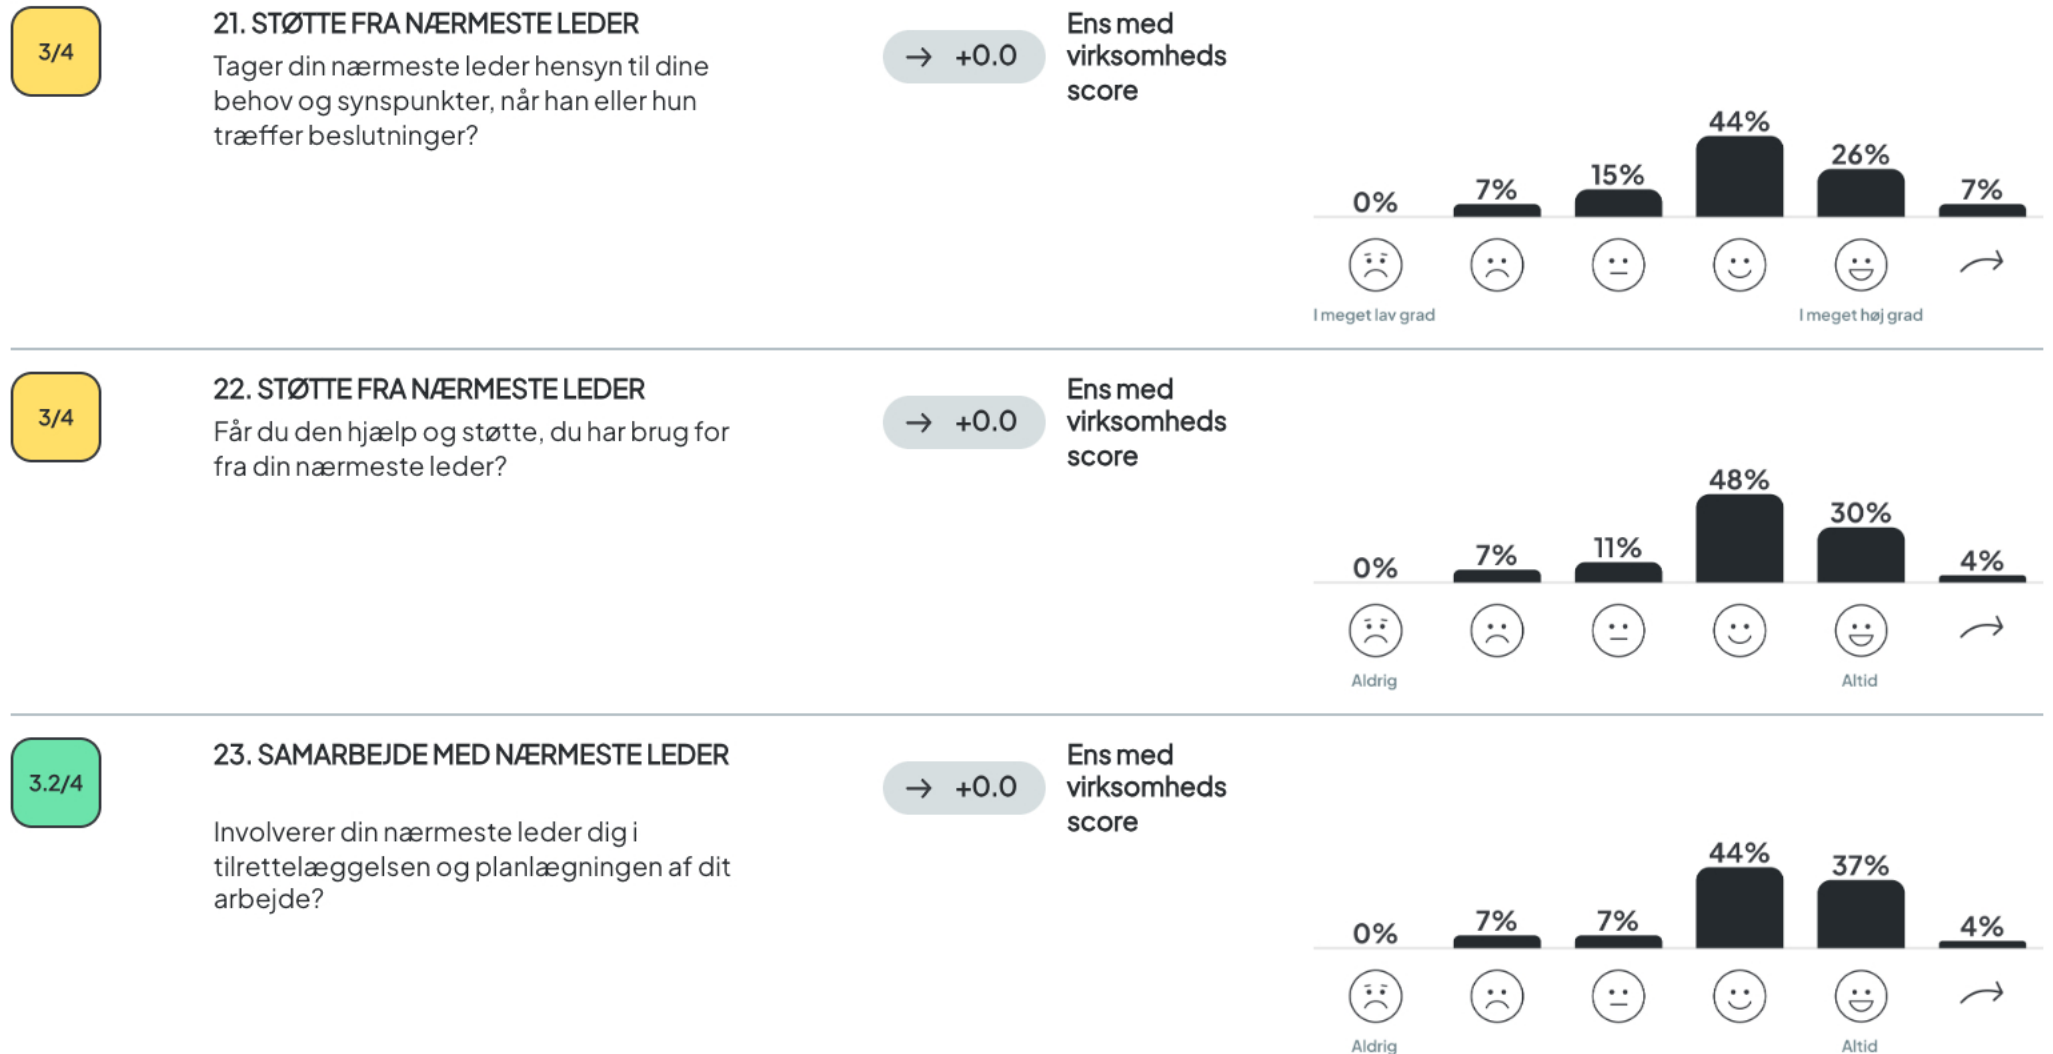 3/4
21. STØTTE FRA NÆRMESTE LEDER
Tager din nærmeste leder hensyn til dine
behov og synspunkter, når han eller hun
træffer beslutninger?
→ +0.0
Ens med
virksomheds
score
0%
7%
15%
44%
26%
7%
I meget lav grad
I meget høj grad
3/4
22. STØTTE FRA NÆRMESTE LEDER
Får du den hjælp og støtte, du har brug for
fra din nærmeste leder?
→ +0.0
Ens med
virksomheds
score
0%
7%
11%
48%
30%
4%
Aldrig
Altid
3.2/4
23. SAMARBEJDE MED NÆRMESTE LEDER
Involverer din nærmeste leder dig i
tilrettelæggelsen og planlægningen af dit
arbejde?
→ +0.0
Ens med
virksomheds
score
0%
7%
7%
44%
37%
4%
Aldrig
Altid